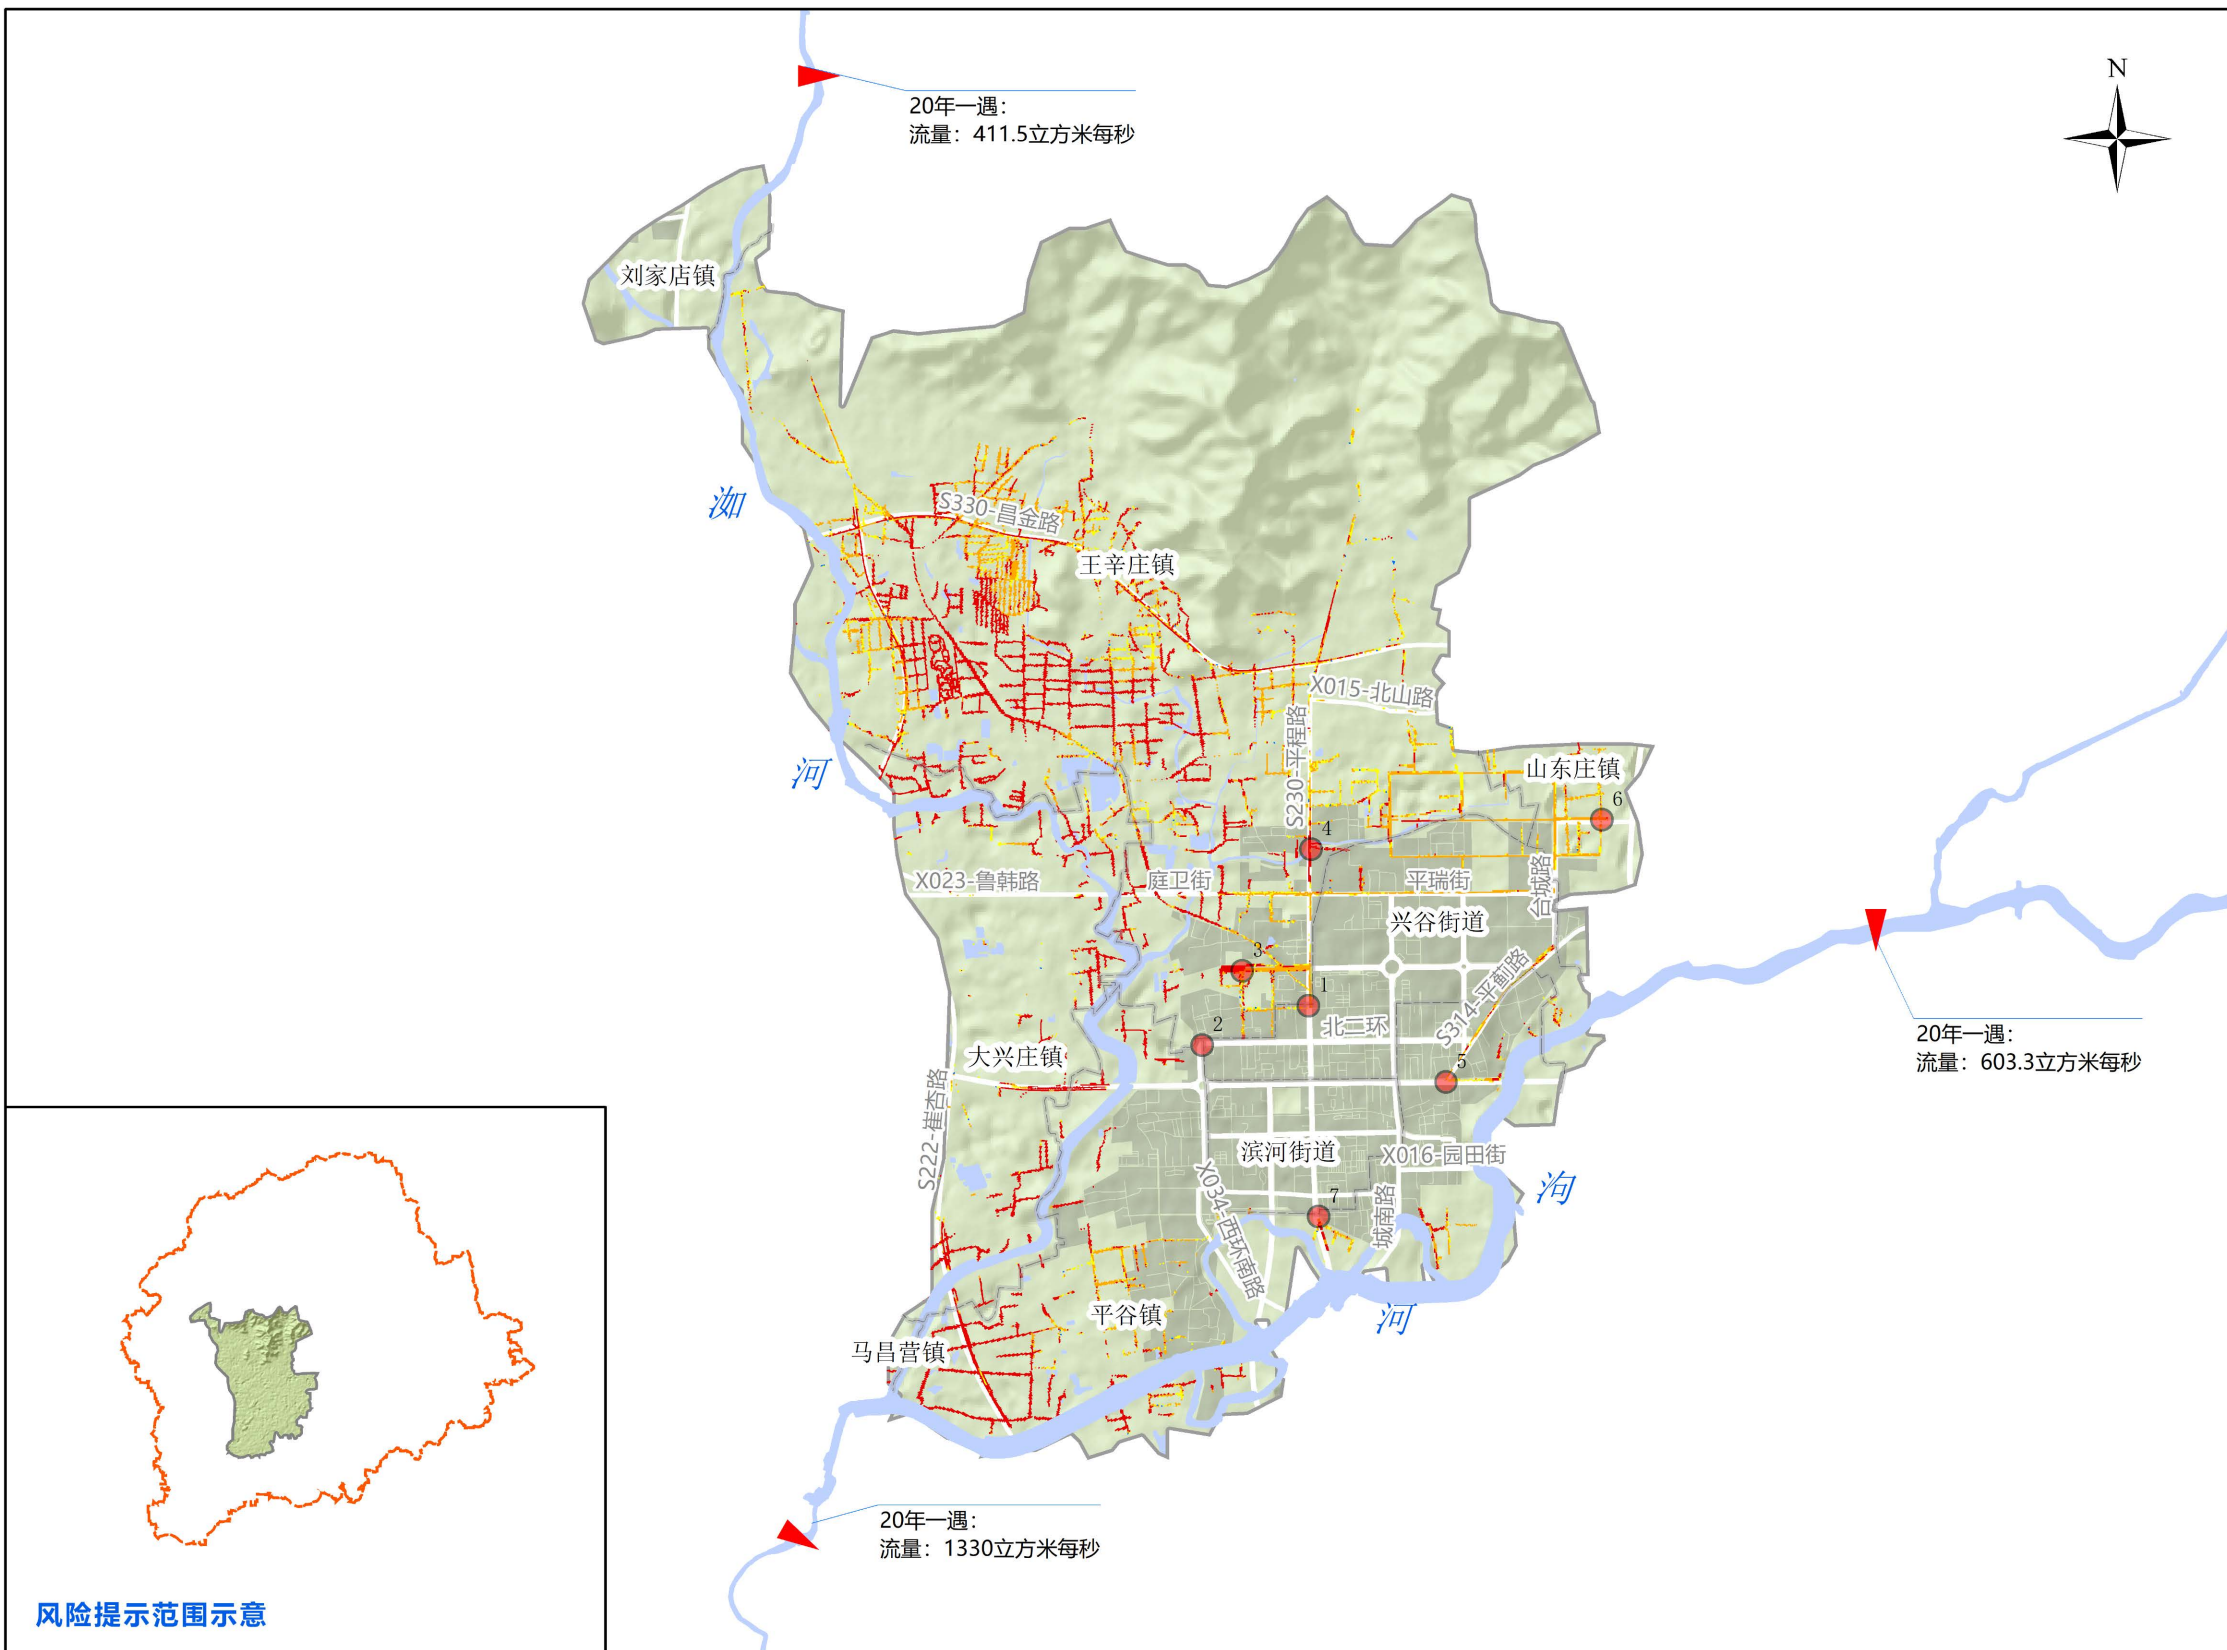 N
20年一遇：
流量：411.5立方米每秒
刘家店镇
洳
S330-昌金路
王辛庄镇
X015-北山路
S230-平程路
河
山东庄镇
6
4
X023-鲁韩路
庭卫街
平瑞街
台城路
兴谷街道
3
S314-平蓟路
1
2
北二环
20年一遇：
流量：603.3立方米每秒
大兴庄镇
5
S222-崔杏路
滨河街道
X016-园田街
X034-西环南路
7
城南路
泃
河
平谷镇
马昌营镇
20年一遇：
流量：1330立方米每秒
风险提示范围示意